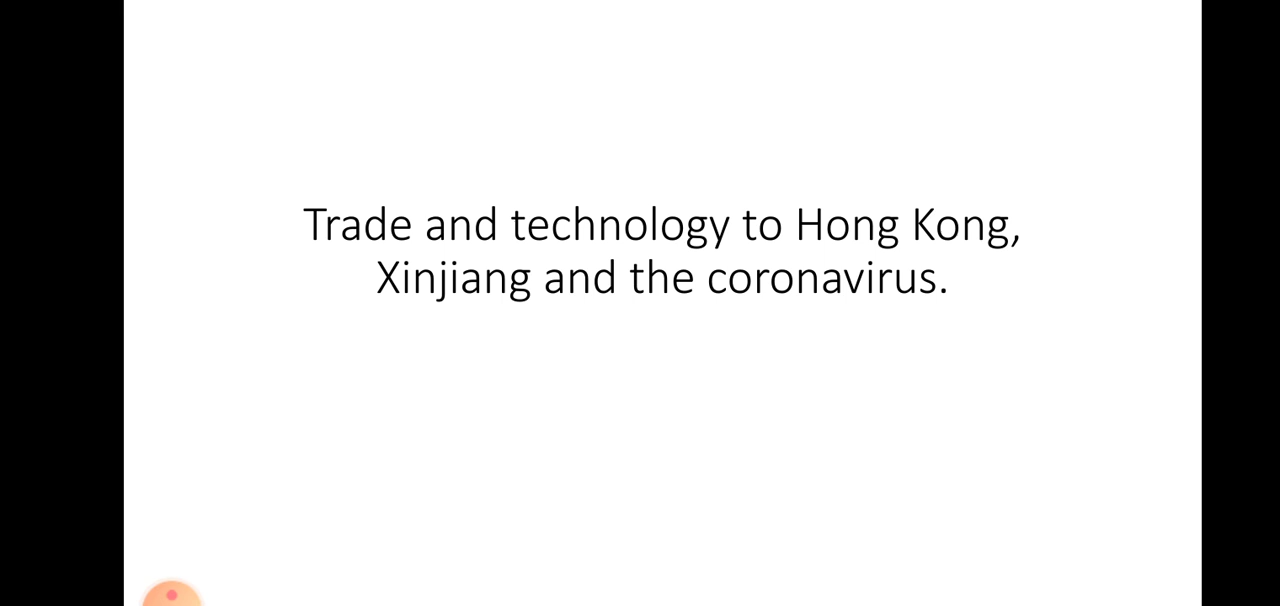 Trade and technology to Hong Kong,
Xinjiang and the coronavirus.